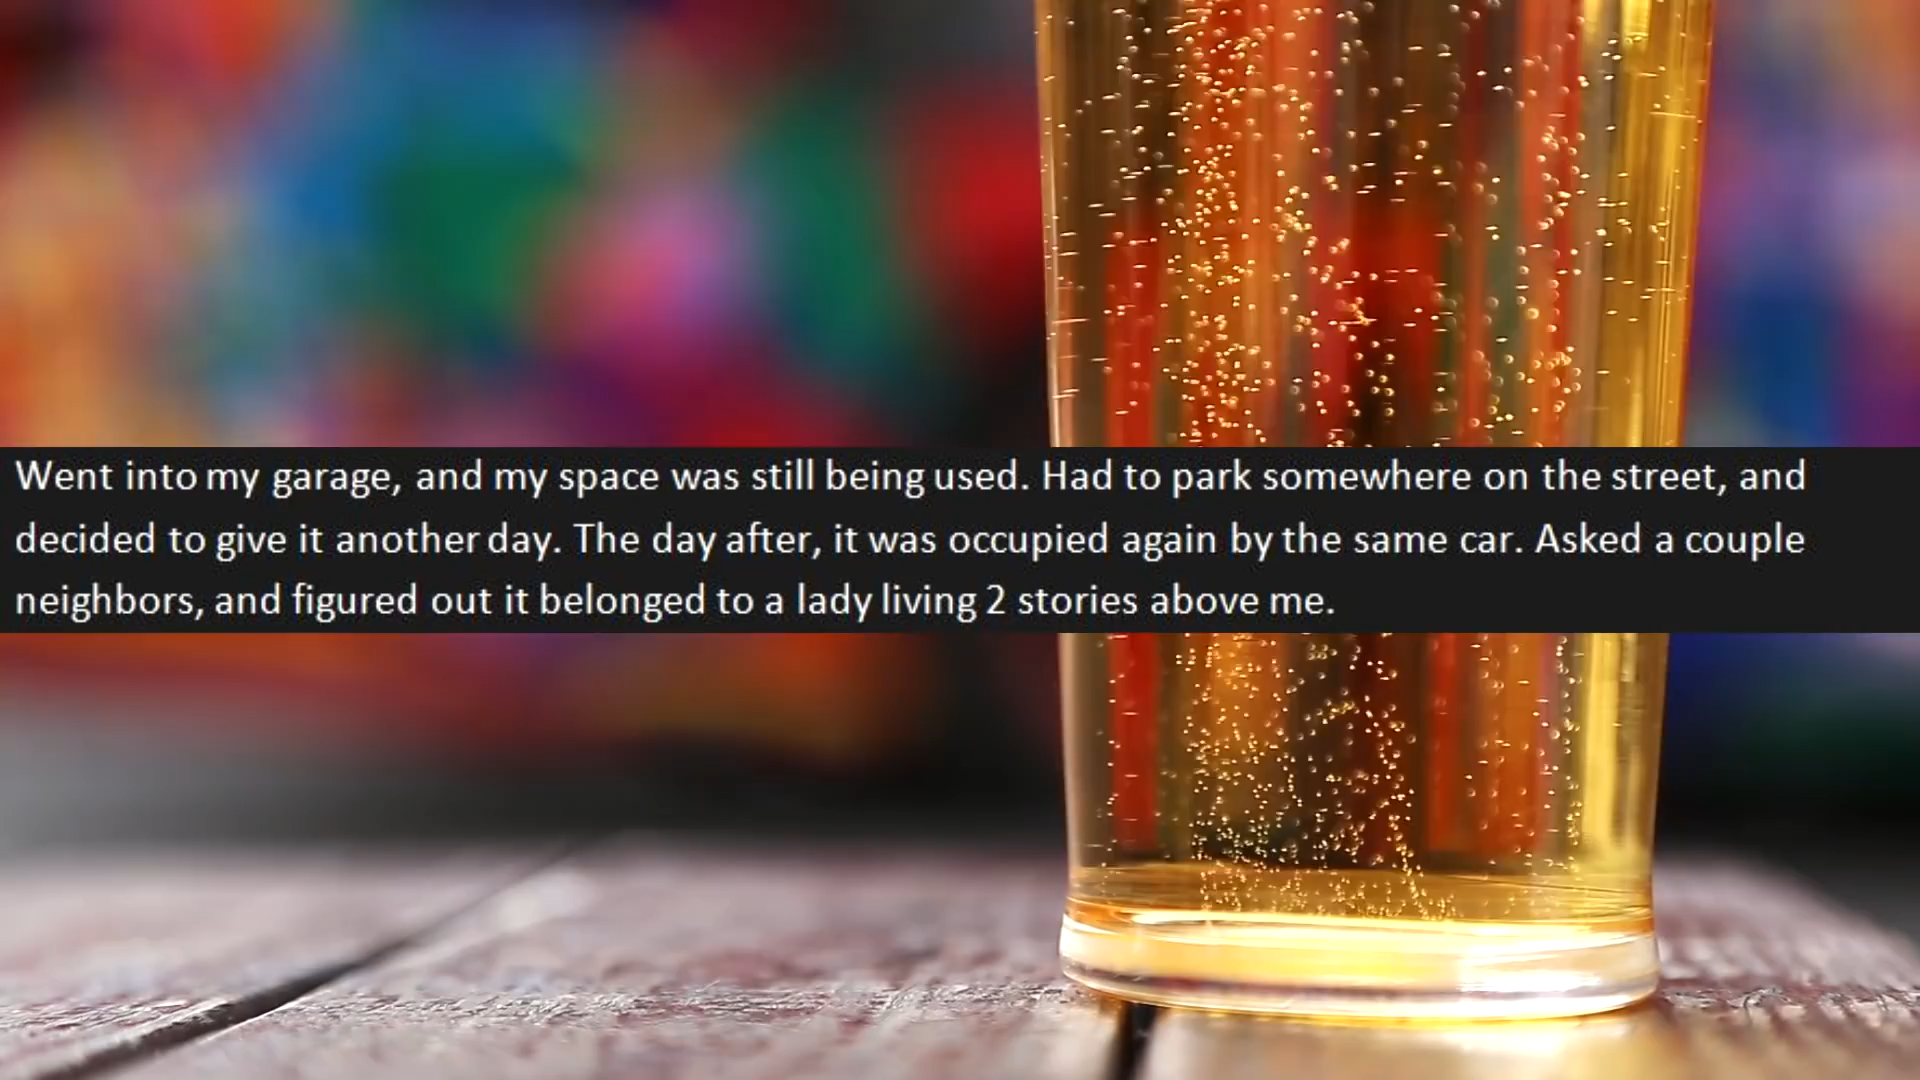 Went into my garage, and my space was still being used. Had to park somewhere on the street, and
decided to give it another day. The day after, it was occupied again by the same car. Asked a couple
neighbors, and figured out it belonged to a lady living 2 stories above me.